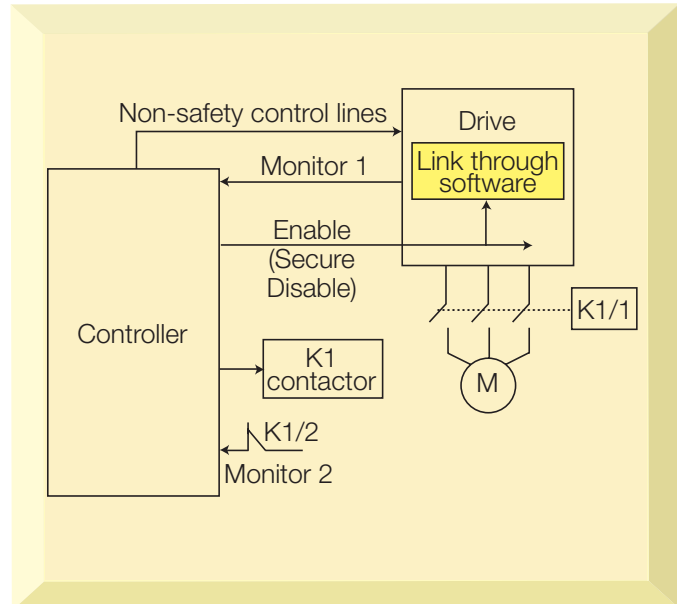 Non-safety control lines
Drive
Link through
software
Monitor 1
Enable
(Secure
Disable)
K1/1
Controller
K1
contactor
M
K1/2
Monitor 2